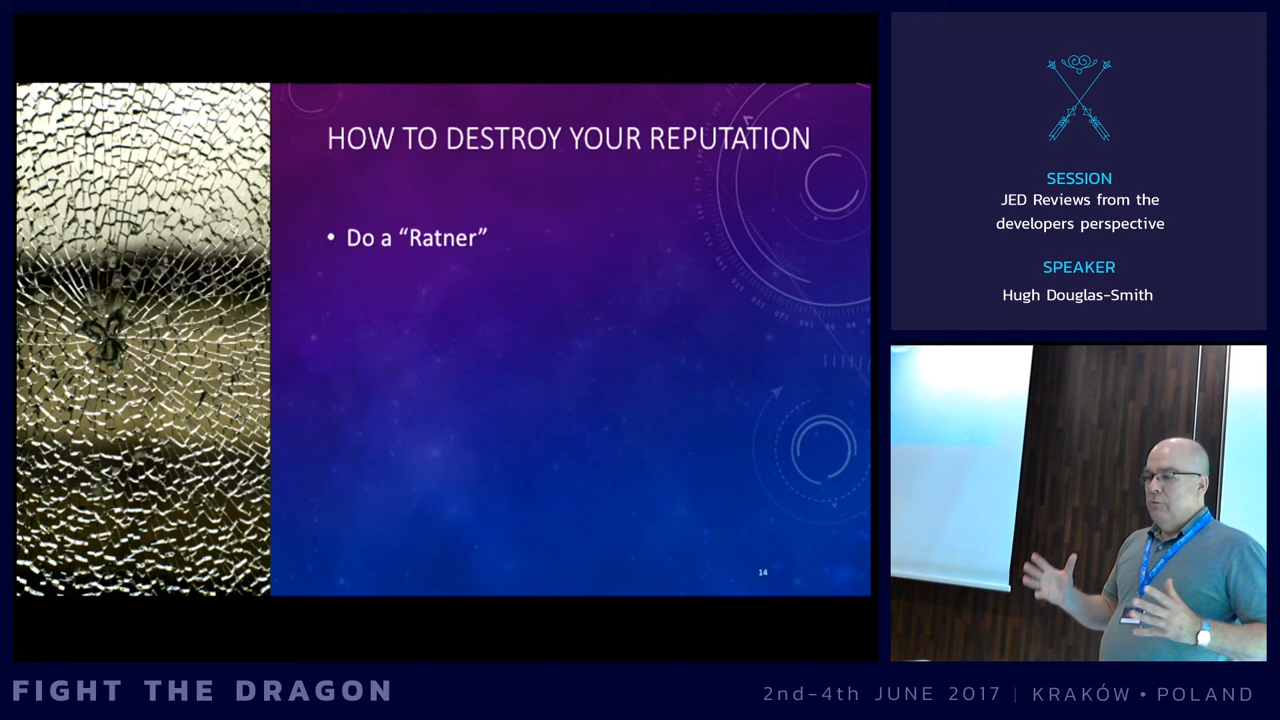 HOW TO DESTROY YOUR REPUTATION
• Do a “Ratner”
14
SESSION
JED Reviews from the
developers perspective
SPEAKER
Hugh Douglas-Smith
FIGHT THE DRAGON
2nd-4th JUNE 2017 | KRAKÓW • POLAND